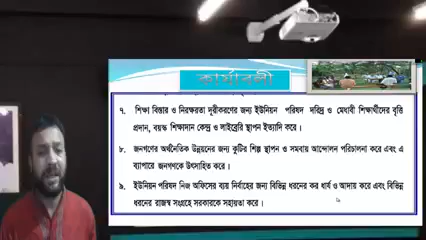 কার্যাবলী
৭. শিক্ষা বিস্তার ও নিরক্ষরতা দূরীকরণের জন্য ইউনিয়ন পরিষদ দরিদ্র ও মেধাবী শিক্ষার্থীদের বৃত্তি
প্রদান, বয়স্ক শিক্ষাদান কেন্দ্র ও লাইব্রেরি স্থাপন ইত্যাদি করে।
৮. জনগণের অর্থনৈতিক উন্নয়নের জন্য কুটির শিল্প স্থাপন ও সমবায় আন্দোলন পরিচালনা করে এবং এ
ব্যাপারে জনগণকে উৎসাহিত করে।
৯. ইউনিয়ন পরিষদ নিজ অফিসের ব্যয় নির্বাহের জন্য বিভিন্ন ধরনের কর ধার্য ও আদায় করে এবং বিভিন্ন
ধরনের রাজস্ব সংগ্রহে সরকারকে সহায়তা করে।